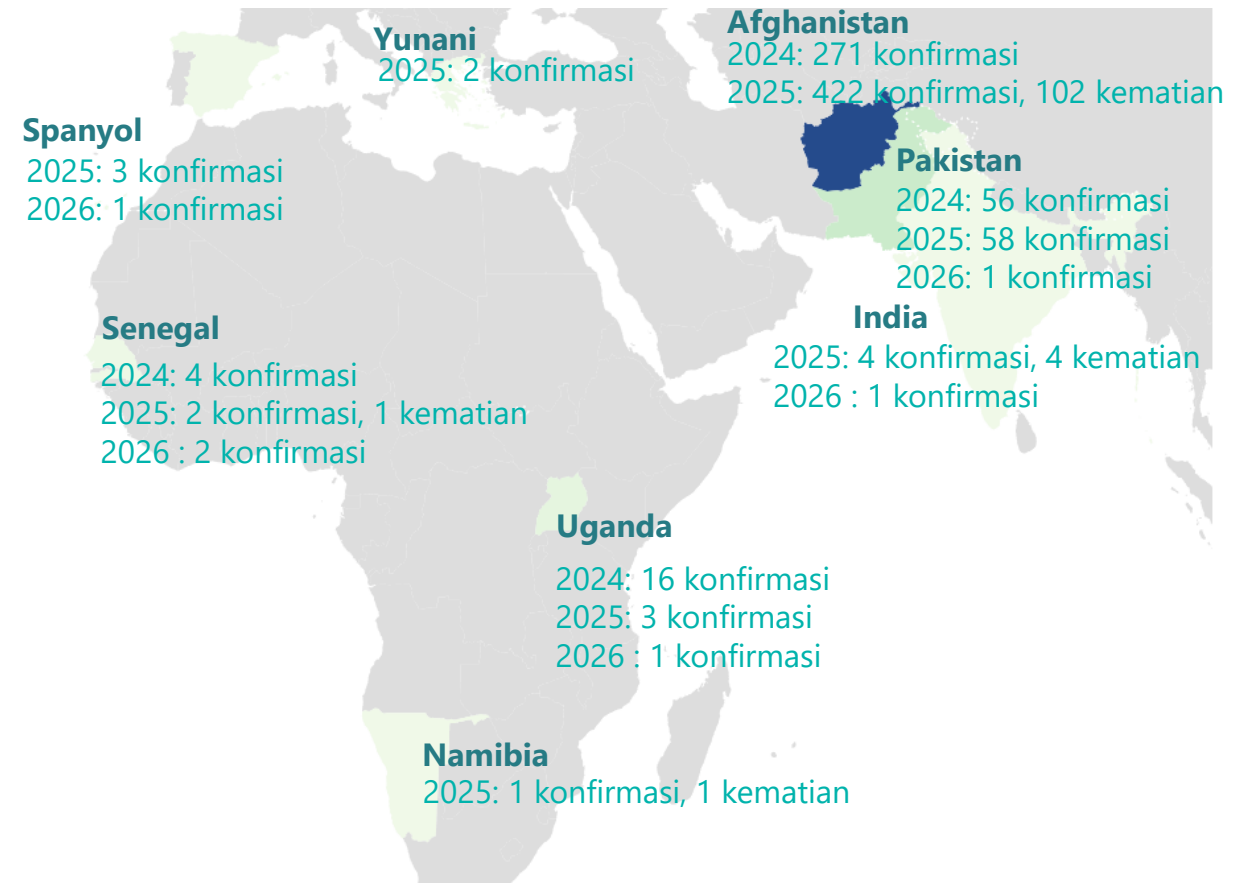 Yunani
2025: 2 konfirmasi
Afghanistan
2024: 271 konfirmasi
2025: 422 konfirmasi, 102 kematian
Spanyol
2025: 3 konfirmasi
2026: 1 konfirmasi
Pakistan
2024: 56 konfirmasi
2025: 58 konfirmasi
2026: 1 konfirmasi
India
2025: 4 konfirmasi, 4 kematian
2026 : 1 konfirmasi
Senegal
2024: 4 konfirmasi
2025: 2 konfirmasi, 1 kematian
2026 : 2 konfirmasi
Uganda
2024: 16 konfirmasi
2025: 3 konfirmasi
2026 : 1 konfirmasi
Namibia
2025: 1 konfirmasi, 1 kematian